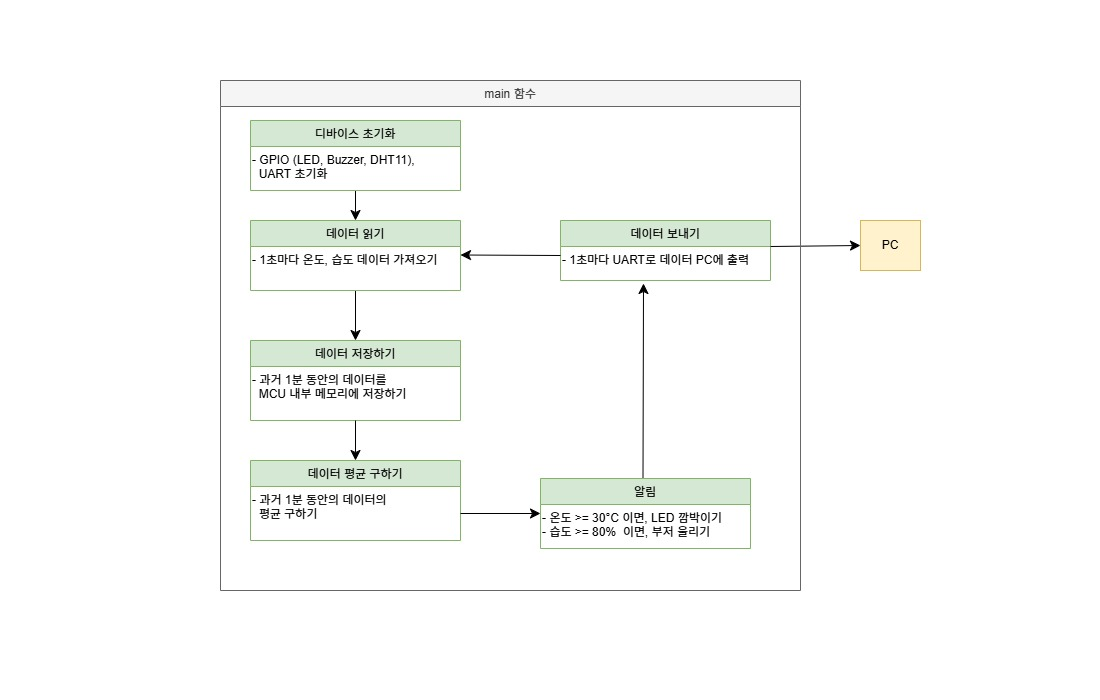 main 함수
디바이스 초기화
- GPIO (LED, Buzzer, DHT11),
UART 초기화
데이터 읽기
- 1초마다 온도, 습도 데이터 가져오기
데이터 보내기
- 1초마다 UART로 데이터 PC에 출력
PC
데이터 저장하기
- 과거 1분 동안의 데이터를
MCU 내부 메모리에 저장하기
데이터 평균 구하기
- 과거 1분 동안의 데이터의
평균 구하기
알림
- 온도 >= 30°C 이면, LED 깜박이기
- 습도 >= 80% 이면, 부저 울리기